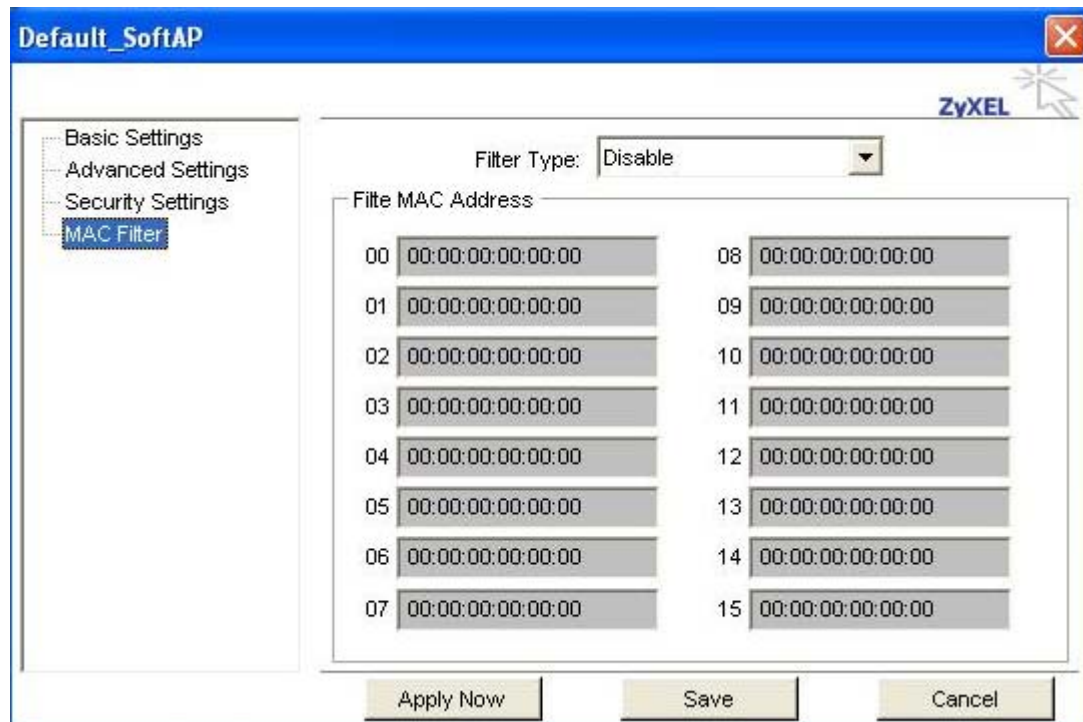 Default_SoftAP
ZyXEL
Basic Settings
Advanced Settings
Security Settings
MAC Filter
Filter Type: Disable
Filte MAC Address
00 00:00:00:00:00:00 08 00:00:00:00:00:00
01 00:00:00:00:00:00 09 00:00:00:00:00:00
02 00:00:00:00:00:00 10 00:00:00:00:00:00
03 00:00:00:00:00:00 11 00:00:00:00:00:00
04 00:00:00:00:00:00 12 00:00:00:00:00:00
05 00:00:00:00:00:00 13 00:00:00:00:00:00
06 00:00:00:00:00:00 14 00:00:00:00:00:00
07 00:00:00:00:00:00 15 00:00:00:00:00:00
Apply Now Save Cancel